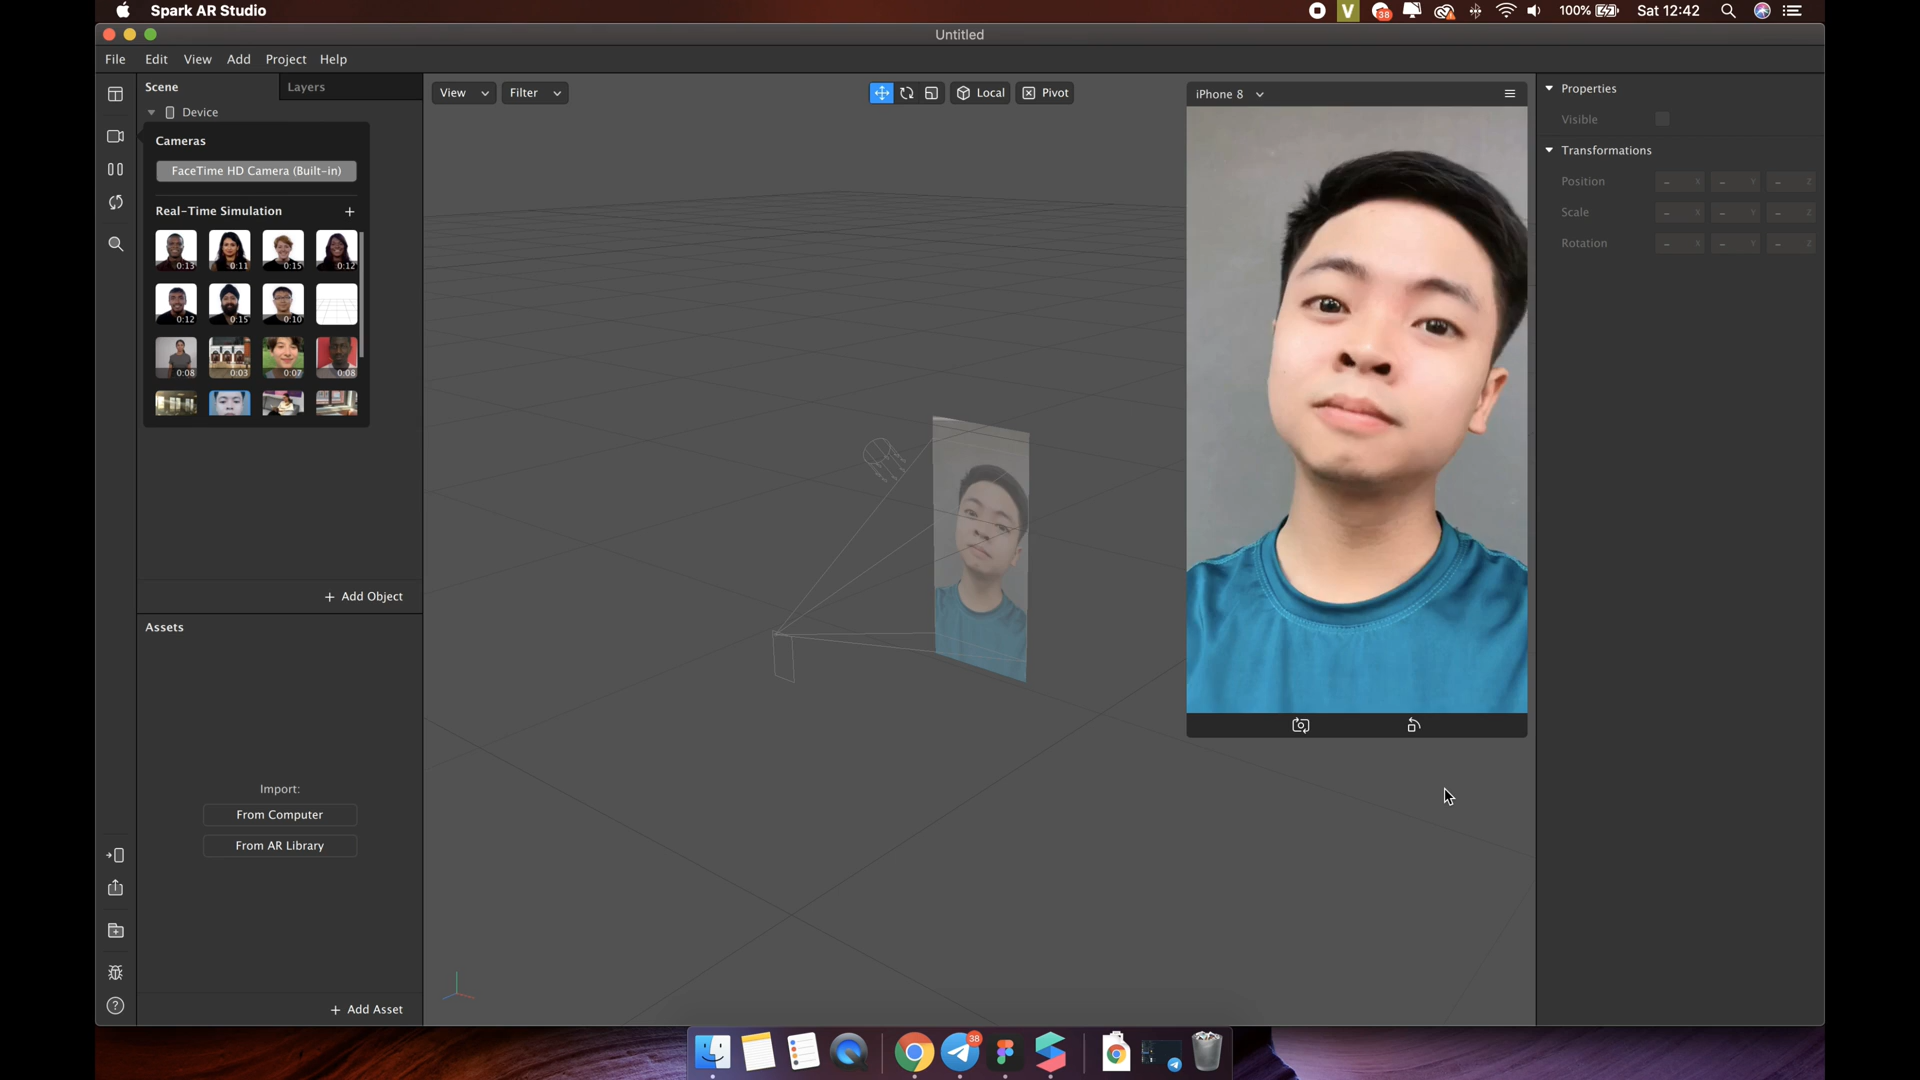 Spark AR Studio
V
38
100%
Sat 12:42
Untitled
File Edit View Add Project Help
Scene
Layers
Device
Cameras
FaceTime HD Camera (Built-in)
Real-Time Simulation +
0:13 0:11 0:15 0:12
0:12 0:15 0:10
0:08 0:03 0:07 0:08
+ Add Object
Assets
Import:
From Computer
From AR Library
+ Add Asset
View
Filter
Local
Pivot
iPhone 8
Properties
Visible
Transformations
Position – X – Y – Z
Scale – X – Y – Z
Rotation – X – Y – Z
38